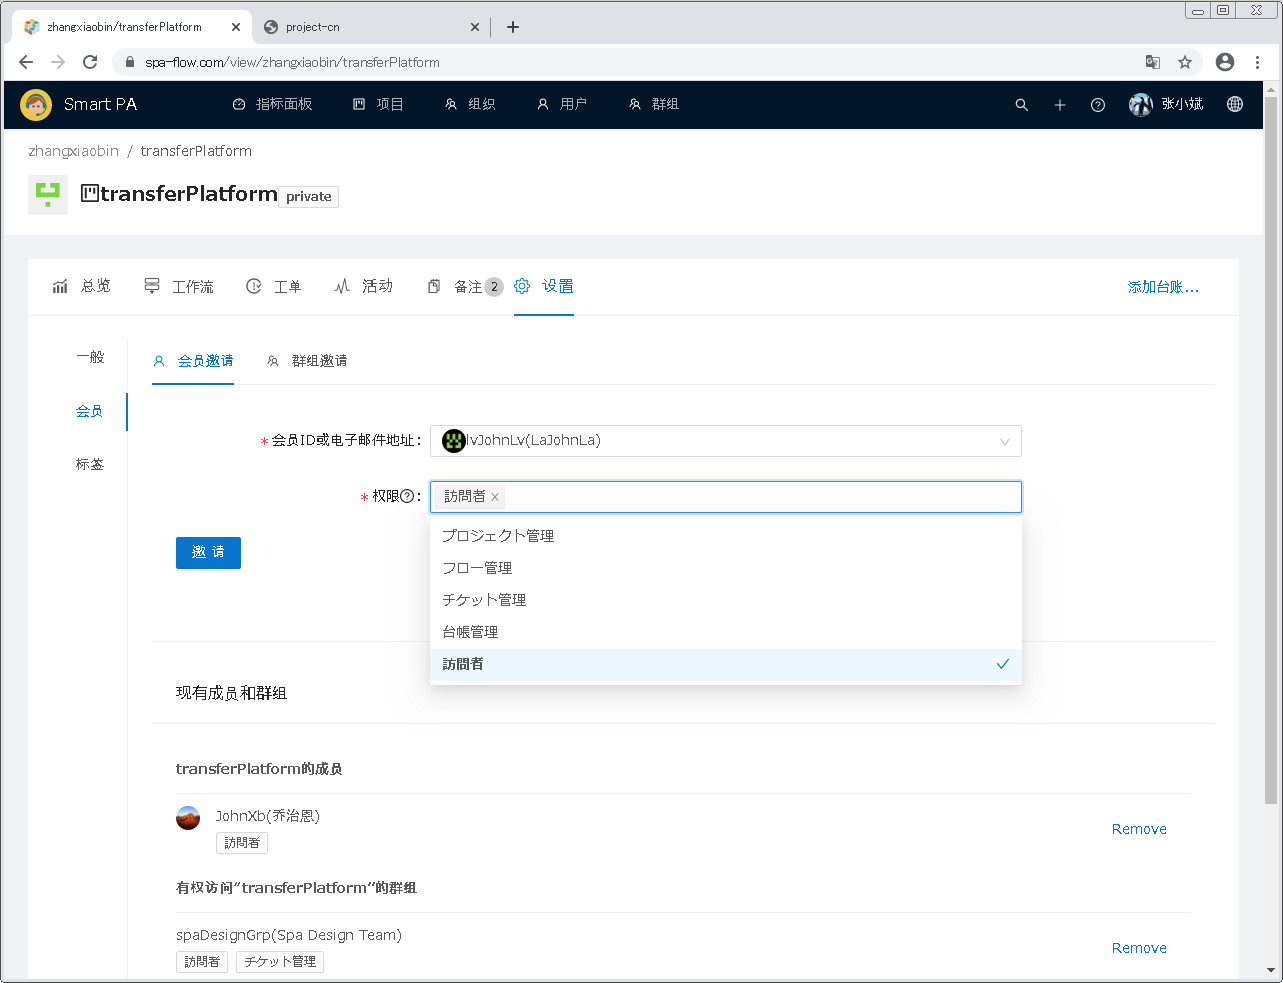 zhangxiaobin/transferPlatform
project-cn
spa-flow.com/view/zhangxiaobin/transferPlatform
Smart PA 指标面板 项目 组织 用户 群组 张小斌
zhangxiaobin / transferPlatform
transferPlatform private
总览 工作流 工单 活动 备注 2 设置 添加台账...
一般
会员
标签
会员邀请 群组邀请
* 会员ID或电子邮件地址: lvJohnLv(LaJohnLa)
* 权限: 訪問者
プロジェクト管理
フロー管理
チケット管理
台帳管理
訪問者
邀 请
现有成员和群组
transferPlatform的成员
JohnXb(乔治恩)
訪問者
Remove
有权访问"transferPlatform"的群组
spaDesignGrp(Spa Design Team)
訪問者 チケット管理
Remove